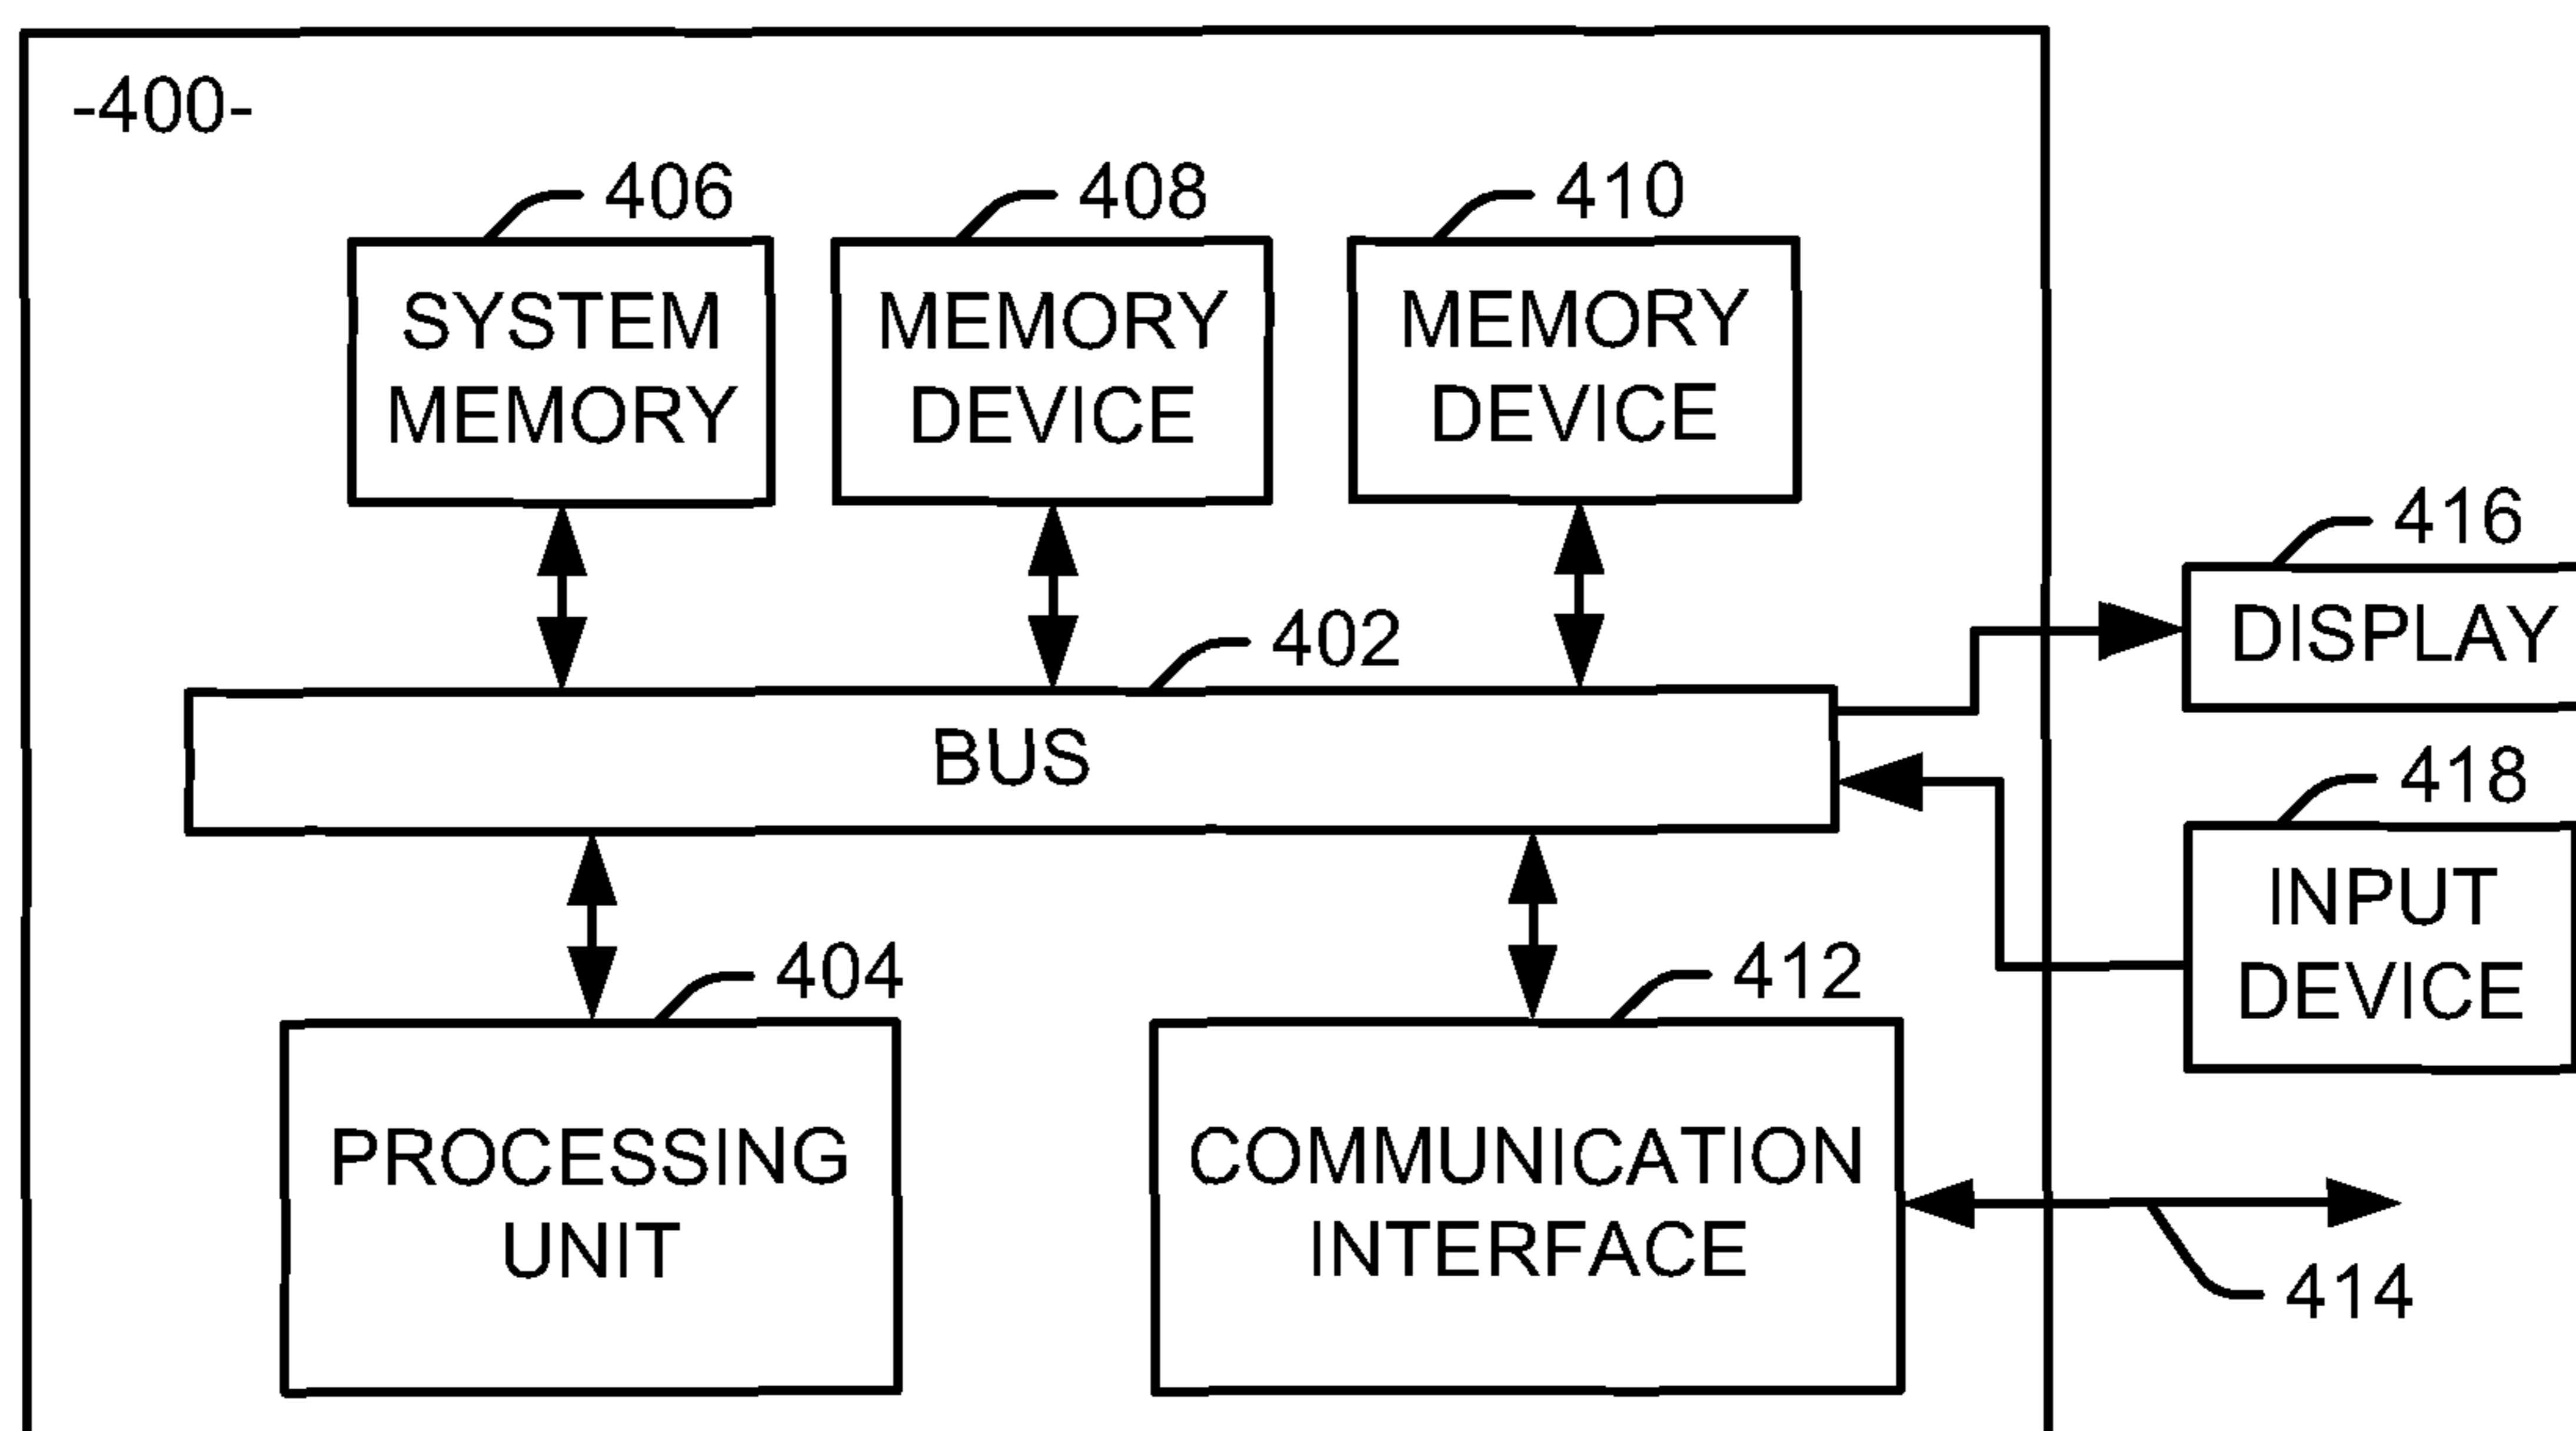 -400-
406
408
410
SYSTEM
MEMORY
MEMORY
DEVICE
MEMORY
DEVICE
416
DISPLAY
402
BUS
418
INPUT
DEVICE
404
412
PROCESSING
UNIT
COMMUNICATION
INTERFACE
414